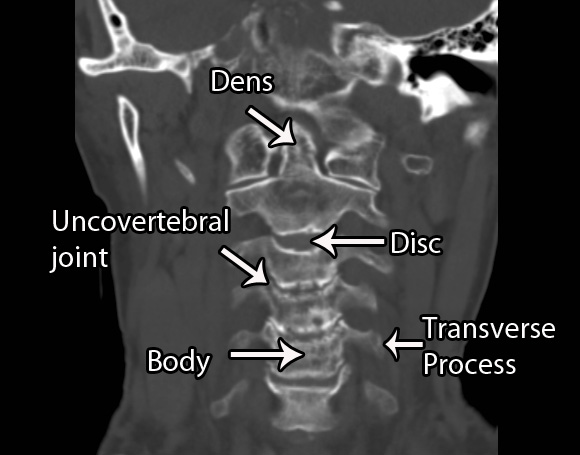 Dens
Uncovertebral
joint
Disc
Transverse
Process
Body